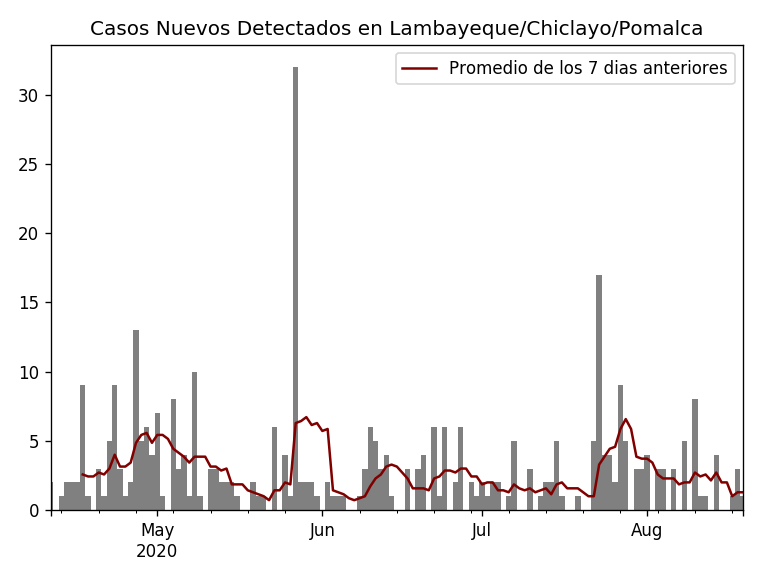 Casos Nuevos Detectados en Lambayeque/Chiclayo/Pomalca
Promedio de los 7 dias anteriores
30
25
20
15
10
5
0
May
2020
Jun
Jul
Aug